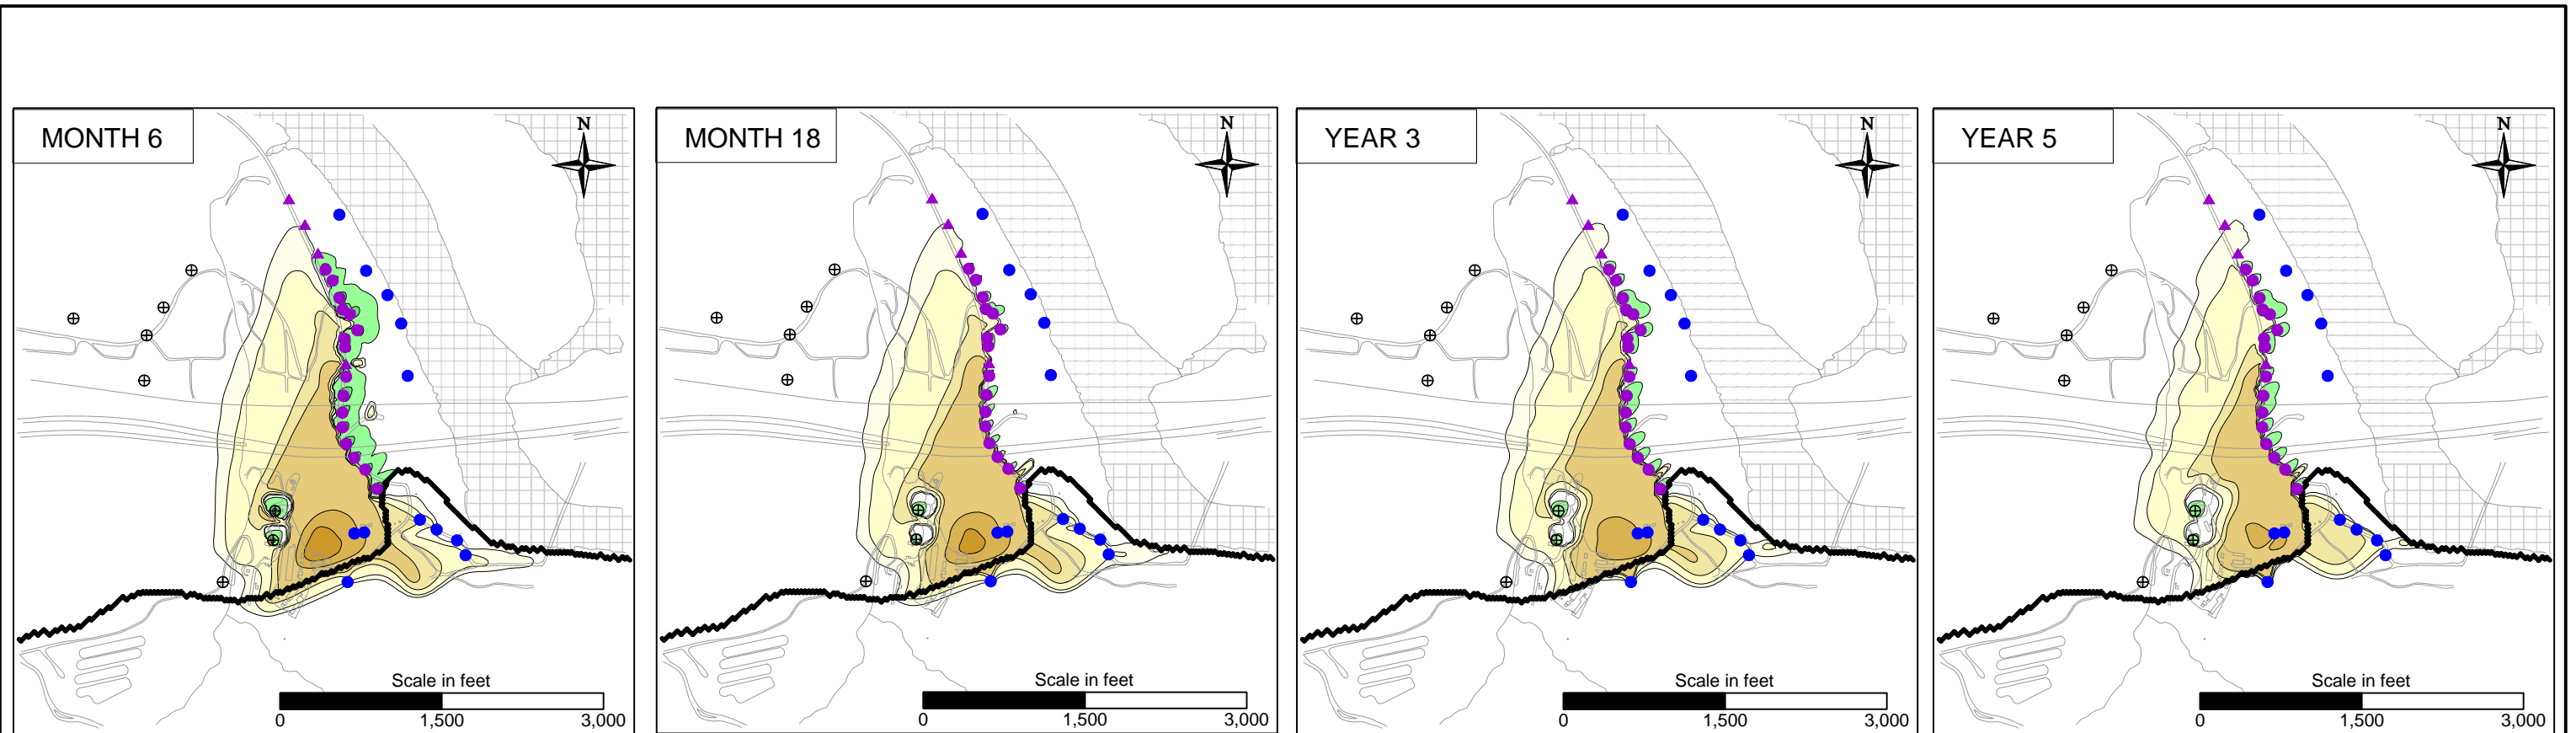 MONTH 6
N
Scale in feet
0 1,500 3,000
MONTH 18
N
Scale in feet
0 1,500 3,000
YEAR 3
N
Scale in feet
0 1,500 3,000
YEAR 5
N
Scale in feet
0 1,500 3,000